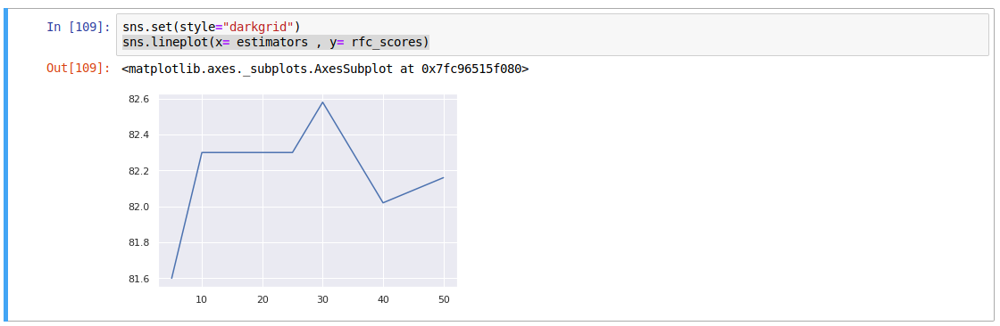 In [109]: sns.set(style="darkgrid")
sns.lineplot(x= estimators , y= rfc_scores)
Out[109]: <matplotlib.axes._subplots.AxesSubplot at 0x7fc96515f080>
82.6
82.4
82.2
82.0
81.8
81.6
10 20 30 40 50